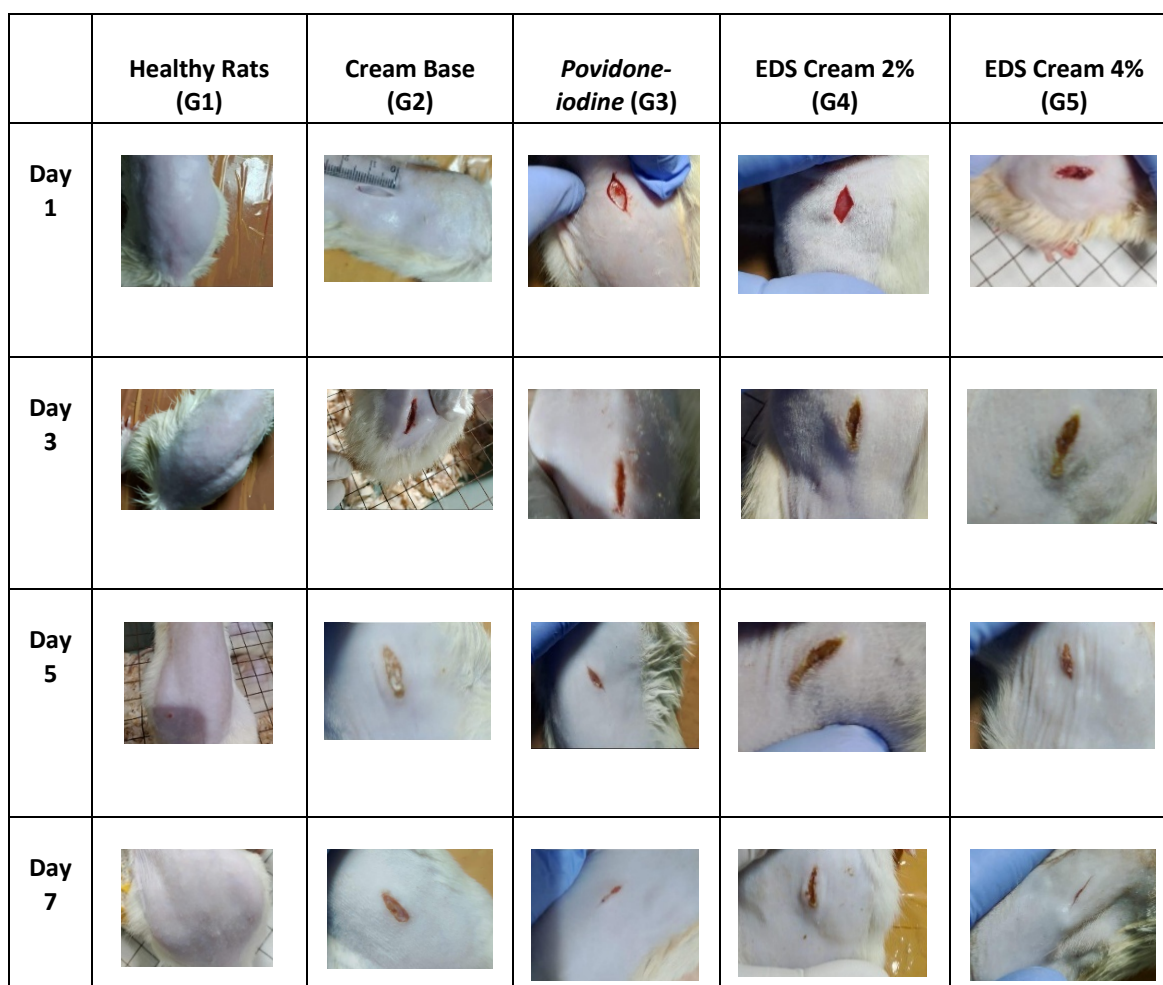 Healthy Rats
(G1)
Cream Base
(G2)
Povidone-
iodine (G3)
EDS Cream 2%
(G4)
EDS Cream 4%
(G5)
Day
1
Day
3
Day
5
Day
7